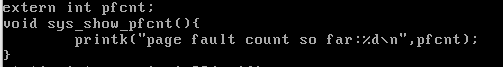 extern int pfcnt;
void sys_show_pfcnt(){
        printk("page fault count so far:%d\n",pfcnt);
}